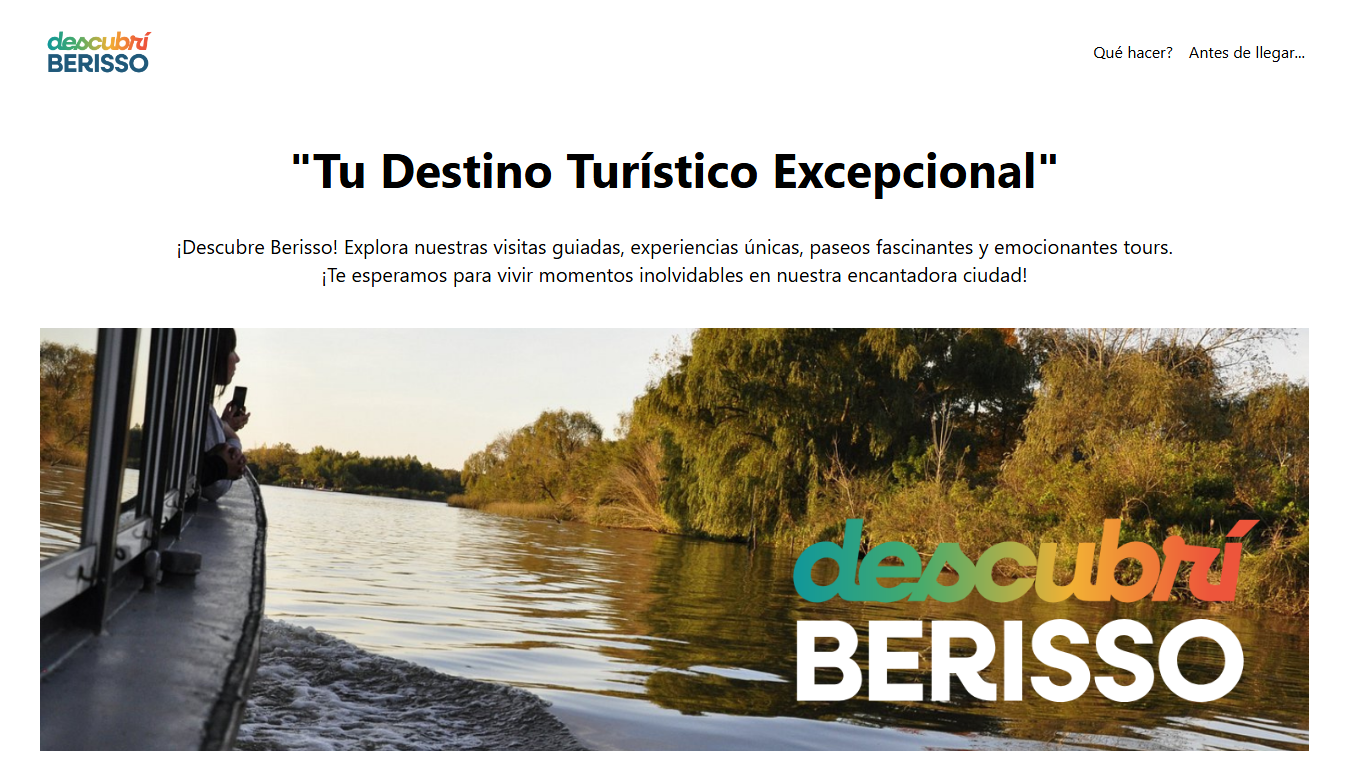 descubrí
BERISSO
Qué hacer? Antes de llegar...
"Tu Destino Turístico Excepcional"
¡Descubre Berisso! Explora nuestras visitas guiadas, experiencias únicas, paseos fascinantes y emocionantes tours.
¡Te esperamos para vivir momentos inolvidables en nuestra encantadora ciudad!
descubrí
BERISSO